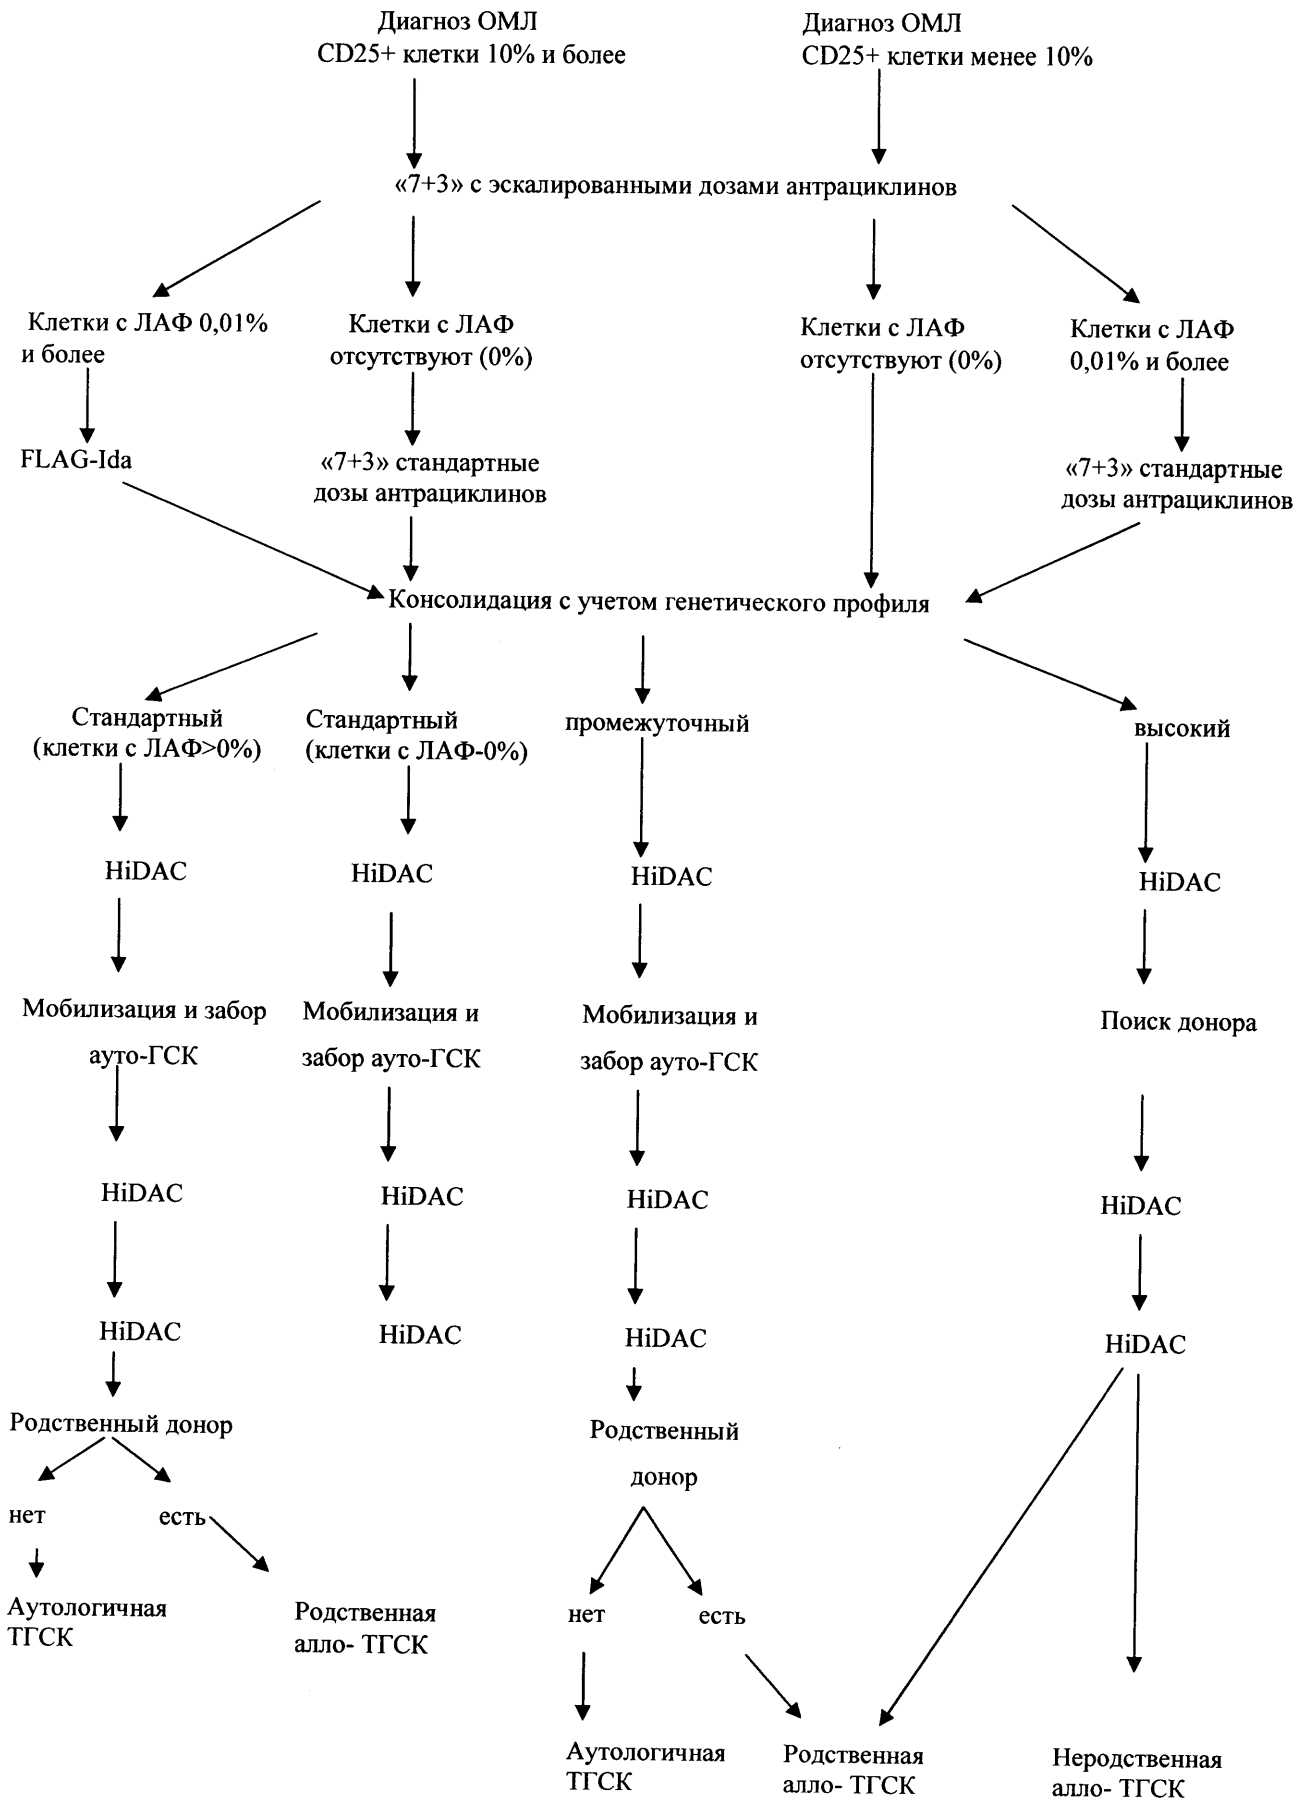 Диагноз ОМЛ
CD25+ клетки 10% и более
Диагноз ОМЛ
CD25+ клетки менее 10%
«7+3» с эскалированными дозами антрациклинов
Клетки с ЛАФ 0,01%
и более
Клетки с ЛАФ
отсутствуют (0%)
Клетки с ЛАФ
отсутствуют (0%)
Клетки с ЛАФ
0,01% и более
FLAG-Ida
«7+3» стандартные
дозы антрациклинов
«7+3» стандартные
дозы антрациклинов
Консолидация с учетом генетического профиля
Стандартный
(клетки с ЛАФ>0%)
Стандартный
(клетки с ЛАФ-0%)
промежуточный
высокий
HiDAC
HiDAC
HiDAC
HiDAC
Мобилизация и забор
ауто-ГСК
Мобилизация и
забор ауто-ГСК
Мобилизация и
забор ауто-ГСК
Поиск донора
HiDAC
HiDAC
HiDAC
HiDAC
HiDAC
HiDAC
HiDAC
HiDAC
Родственный донор
Родственный
донор
нет
есть
нет
есть
Аутологичная
ТГСК
Родственная
алло- ТГСК
Аутологичная
ТГСК
Родственная
алло- ТГСК
Неродственная
алло- ТГСК